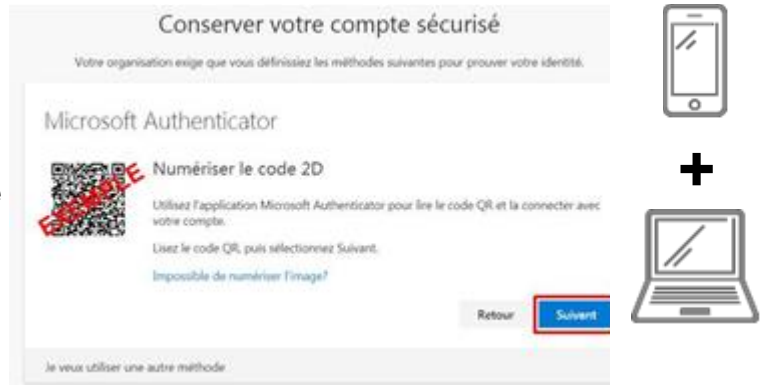 Conserver votre compte sécurisé
Votre organisation exige que vous définissiez les méthodes suivantes pour prouver votre identité.
Microsoft Authenticator
EXEMPLE
Numériser le code 2D
Utilisez l'application Microsoft Authenticator pour lire le code QR et la connecter avec
votre compte.
Lisez le code QR, puis sélectionnez Suivant.
Impossible de numériser l'image?
Retour
Suivant
Je veux utiliser une autre méthode